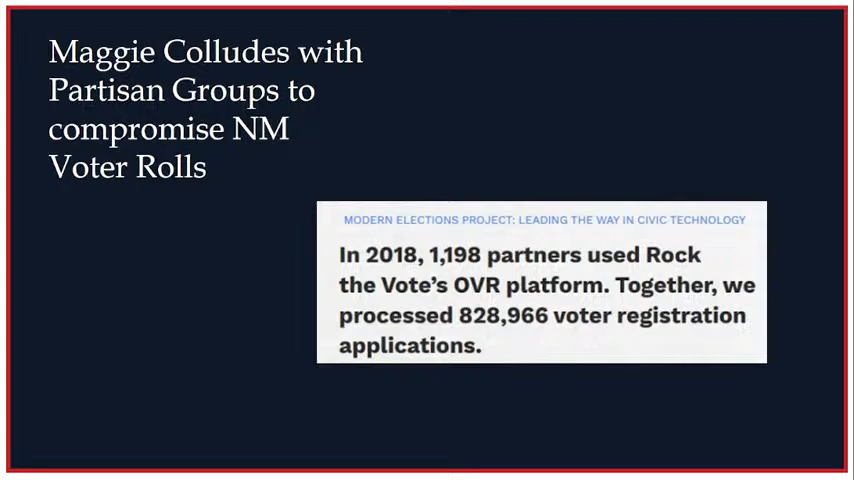 Maggie Colludes with
Partisan Groups to
compromise NM
Voter Rolls
MODERN ELECTIONS PROJECT: LEADING THE WAY IN CIVIC TECHNOLOGY
In 2018, 1,198 partners used Rock
the Vote’s OVR platform. Together, we
processed 828,966 voter registration
applications.